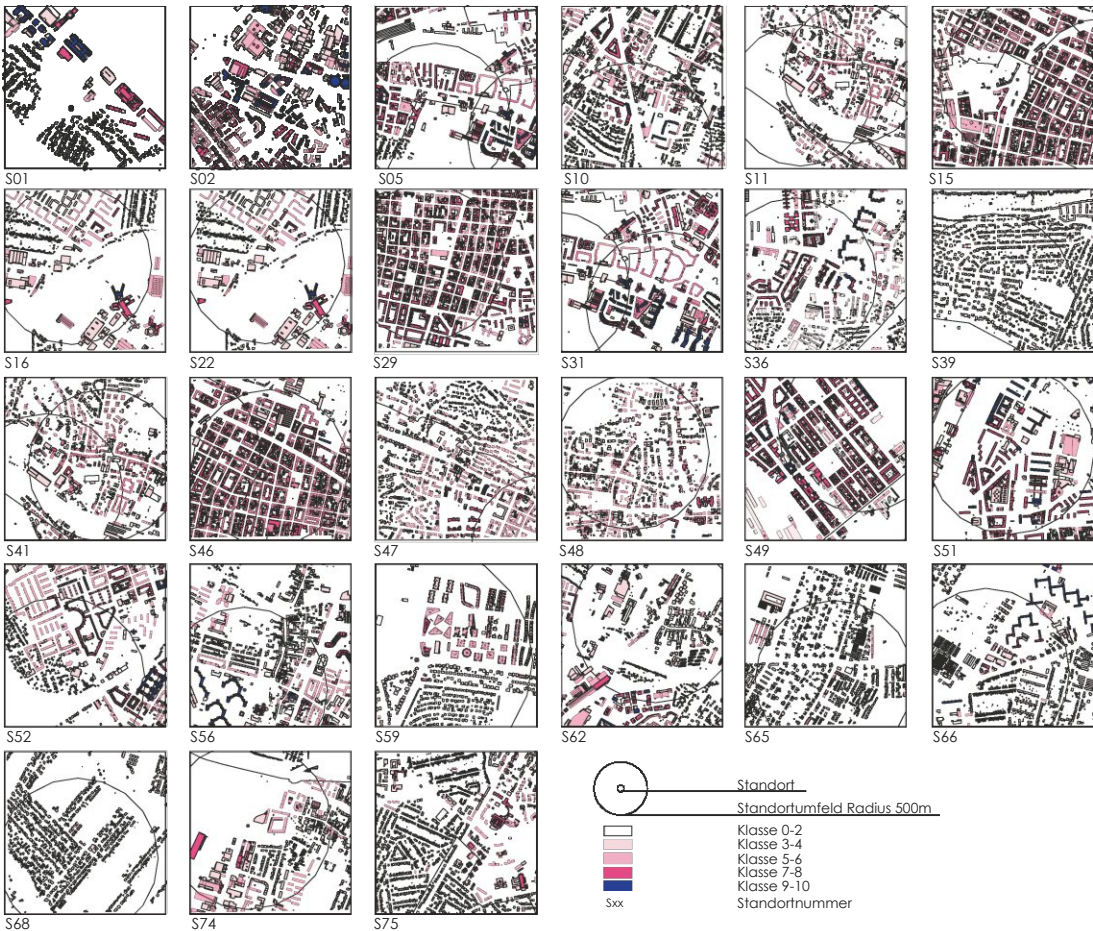 S01
S02
S05
S10
S11
S15
S16
S22
S29
S31
S36
S39
S41
S46
S47
S48
S49
S51
S52
S56
S59
S62
S65
S66
S68
S74
S75
Standort
Standortumfeld Radius 500m
Klasse 0-2
Klasse 3-4
Klasse 5-6
Klasse 7-8
Klasse 9-10
Sxx Standortnummer